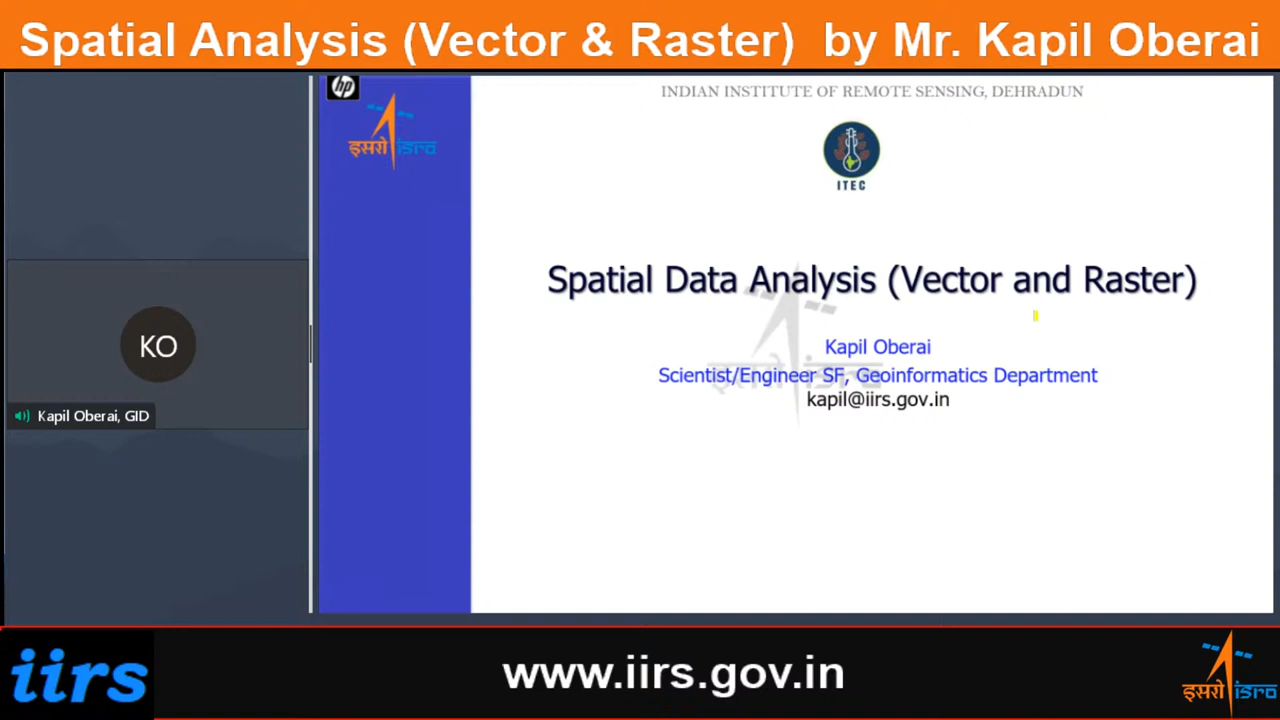 Spatial Analysis (Vector & Raster) by Mr. Kapil Oberai
hp
इसरो isro
INDIAN INSTITUTE OF REMOTE SENSING, DEHRADUN
ITEC
Spatial Data Analysis (Vector and Raster)
इसरो isro
Kapil Oberai
Scientist/Engineer SF, Geoinformatics Department
kapil@iirs.gov.in
KO
Kapil Oberai, GID
iirs
www.iirs.gov.in
इसरो isro